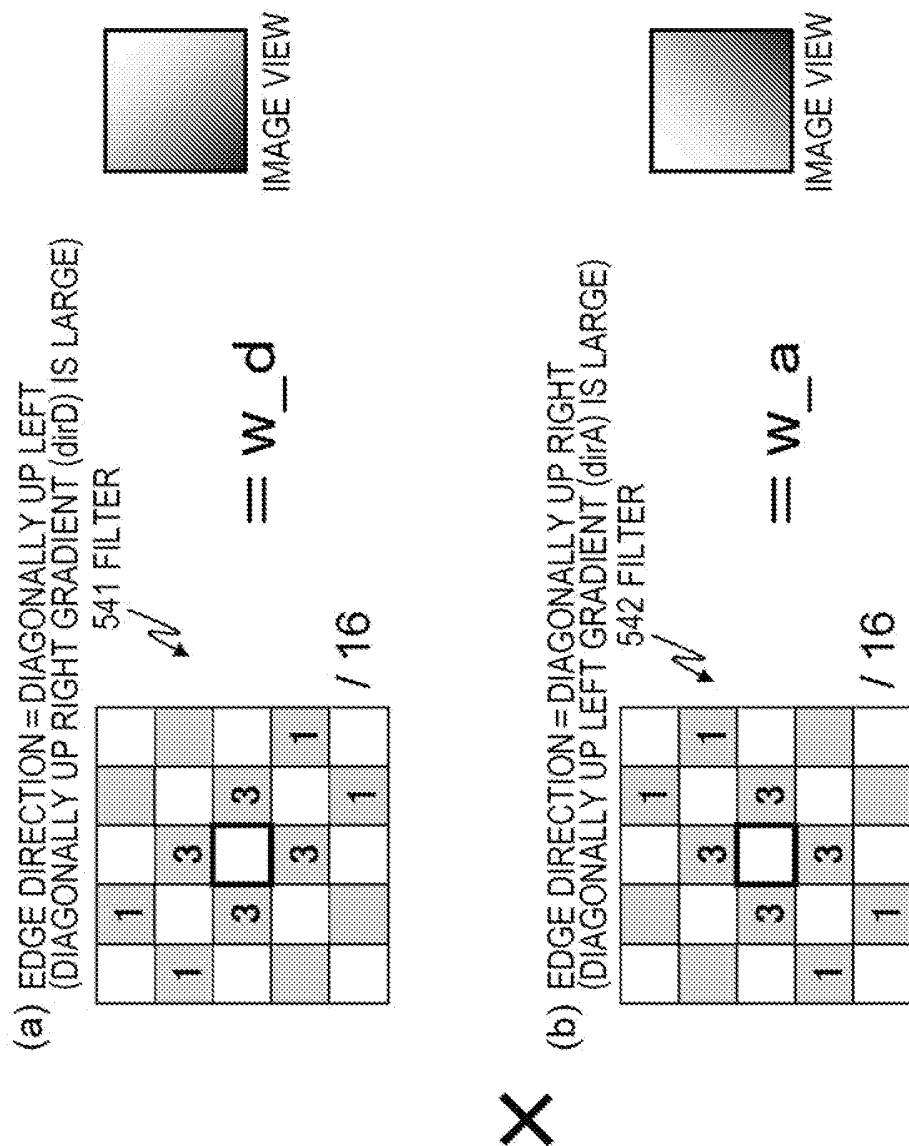 (a) EDGE DIRECTION = DIAGONALLY UP LEFT
(DIAGONALLY UP RIGHT GRADIENT (dirD) IS LARGE)
541 FILTER
1
1 3
3 3
3 1
1
/ 16
= w_d
IMAGE VIEW
×
(b) EDGE DIRECTION = DIAGONALLY UP RIGHT
(DIAGONALLY UP LEFT GRADIENT (dirA) IS LARGE)
542 FILTER
1
3 1
3 3
1 3
1
/ 16
= w_a
IMAGE VIEW